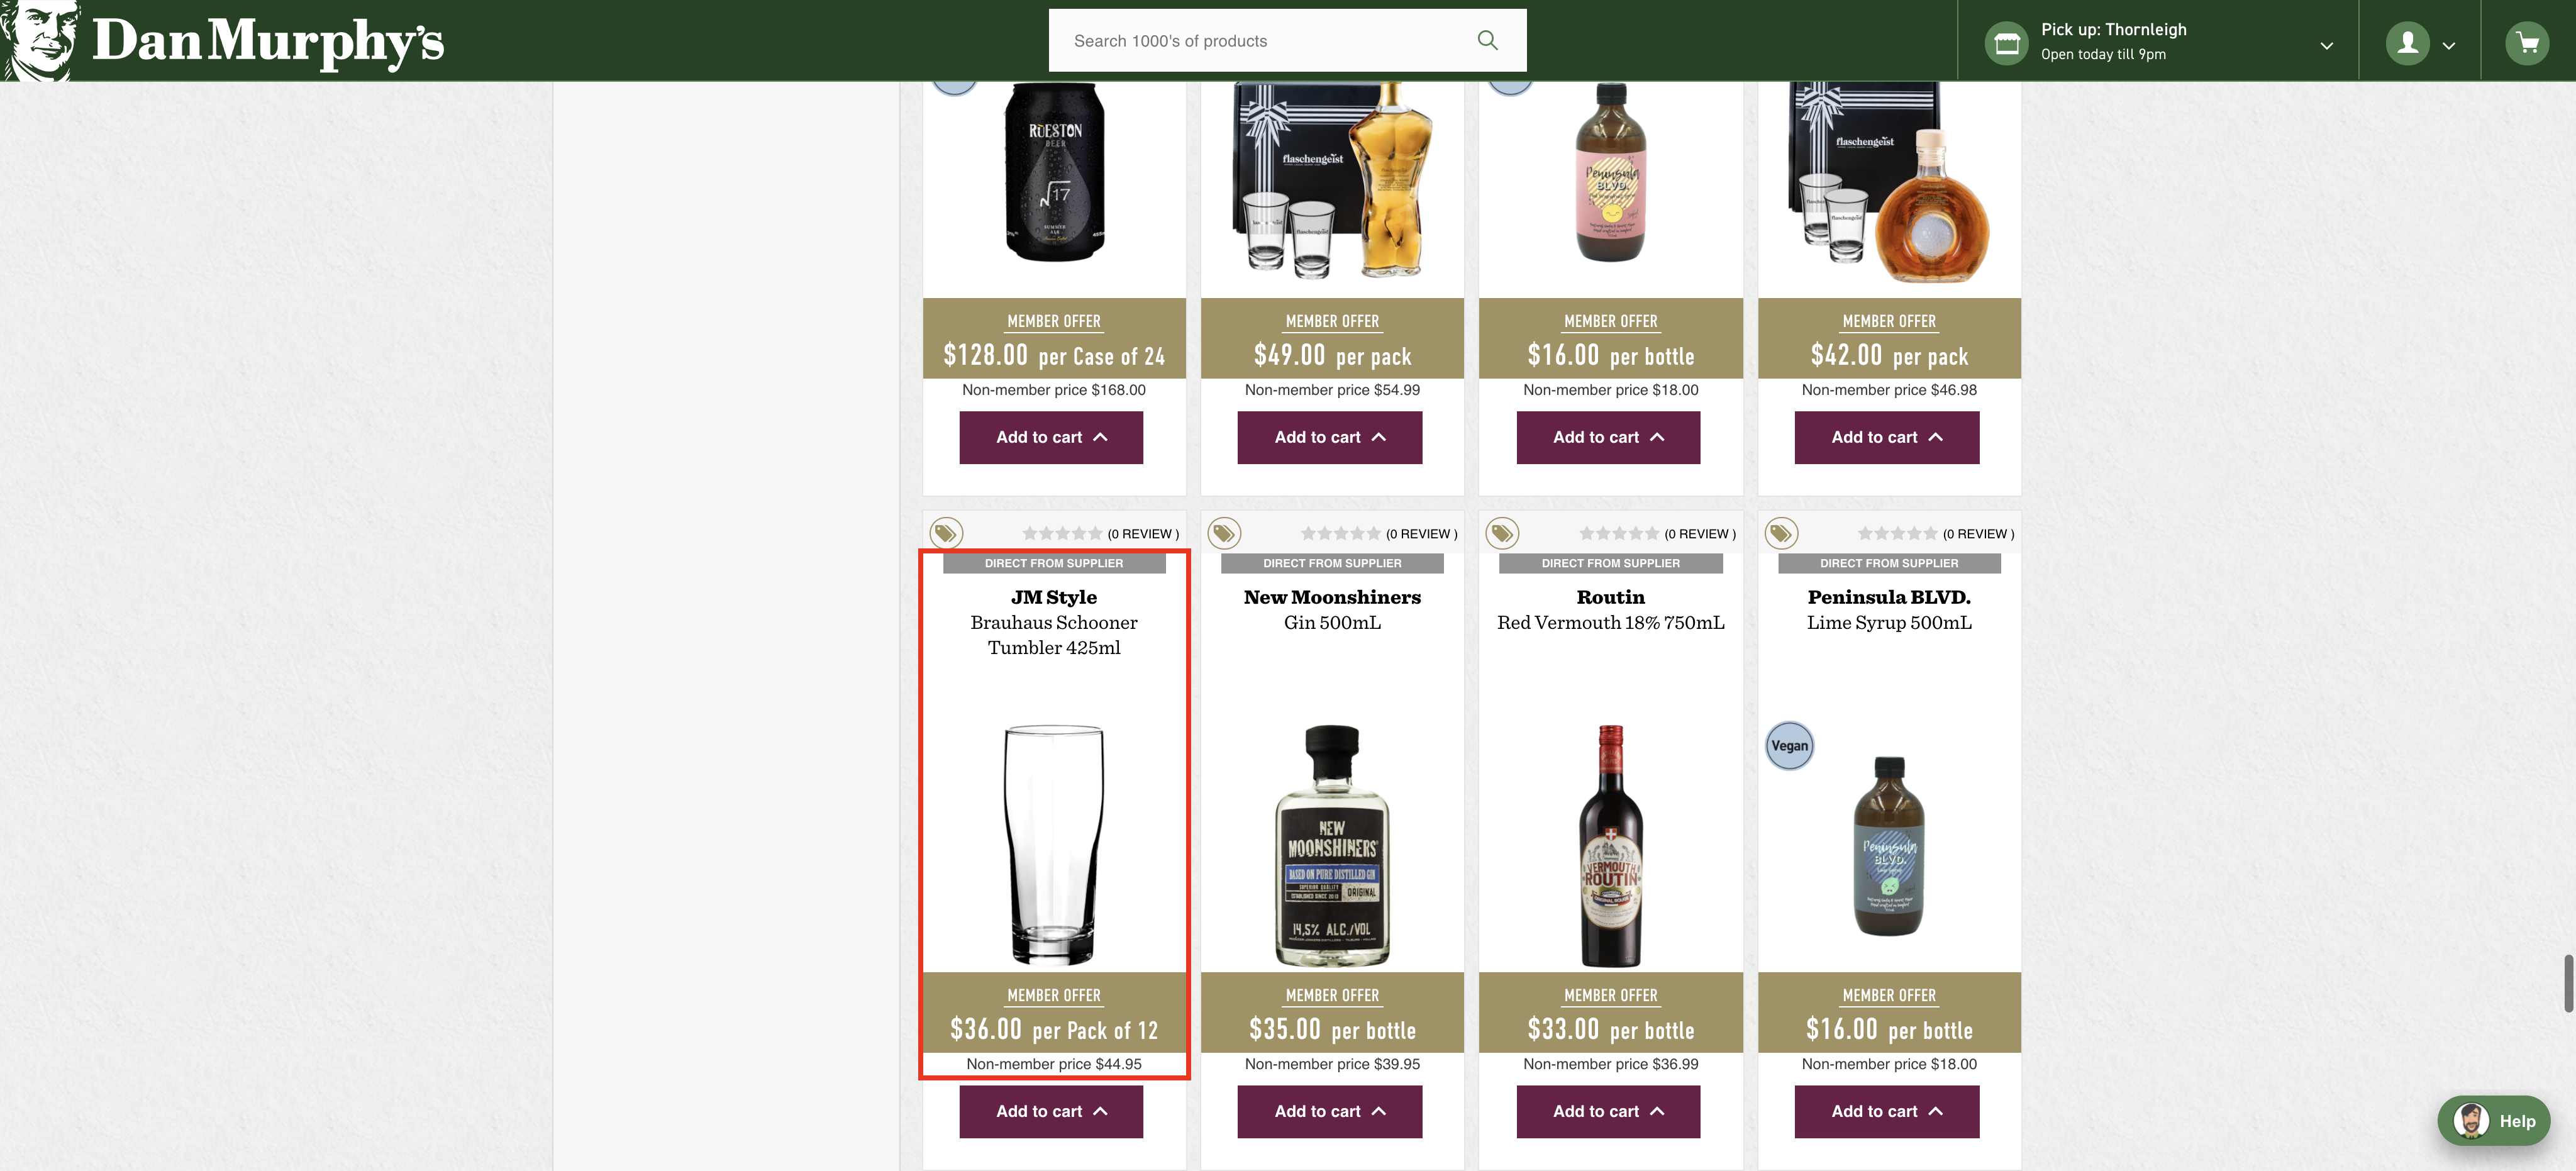 Dan Murphy's
Search 1000's of products
Pick up: Thornleigh
Open today till 9pm
RUESTON
BEER
√17
SUMMER
ALE
flaschengeist
flaschengeist
Peninsula
BLVD.
flaschengeist
flaschengeist
MEMBER OFFER
$128.00 per Case of 24
Non-member price $168.00
Add to cart
MEMBER OFFER
$49.00 per pack
Non-member price $54.99
Add to cart
MEMBER OFFER
$16.00 per bottle
Non-member price $18.00
Add to cart
MEMBER OFFER
$42.00 per pack
Non-member price $46.98
Add to cart
(0 REVIEW )
DIRECT FROM SUPPLIER
JM Style
Brauhaus Schooner
Tumbler 425ml
MEMBER OFFER
$36.00 per Pack of 12
Non-member price $44.95
Add to cart
(0 REVIEW )
DIRECT FROM SUPPLIER
New Moonshiners
Gin 500mL
NEW
MOONSHINERS
BASED ON PURE DISTILLED GIN
SUPERIOR QUALITY
ORIGINAL
14,5% ALC./VOL
MEMBER OFFER
$35.00 per bottle
Non-member price $39.95
Add to cart
(0 REVIEW )
DIRECT FROM SUPPLIER
Routin
Red Vermouth 18% 750mL
VERMOUTH
ROUTIN
MEMBER OFFER
$33.00 per bottle
Non-member price $36.99
Add to cart
(0 REVIEW )
DIRECT FROM SUPPLIER
Peninsula BLVD.
Lime Syrup 500mL
Vegan
Peninsula
BLVD.
MEMBER OFFER
$16.00 per bottle
Non-member price $18.00
Add to cart
Help